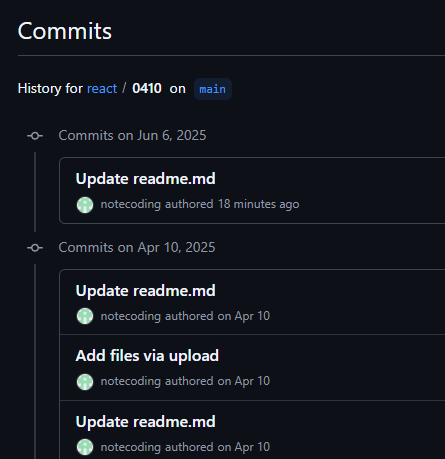 Commits
History for react / 0410 on main
Commits on Jun 6, 2025
Update readme.md
notecoding authored 18 minutes ago
Commits on Apr 10, 2025
Update readme.md
notecoding authored on Apr 10
Add files via upload
notecoding authored on Apr 10
Update readme.md
notecoding authored on Apr 10